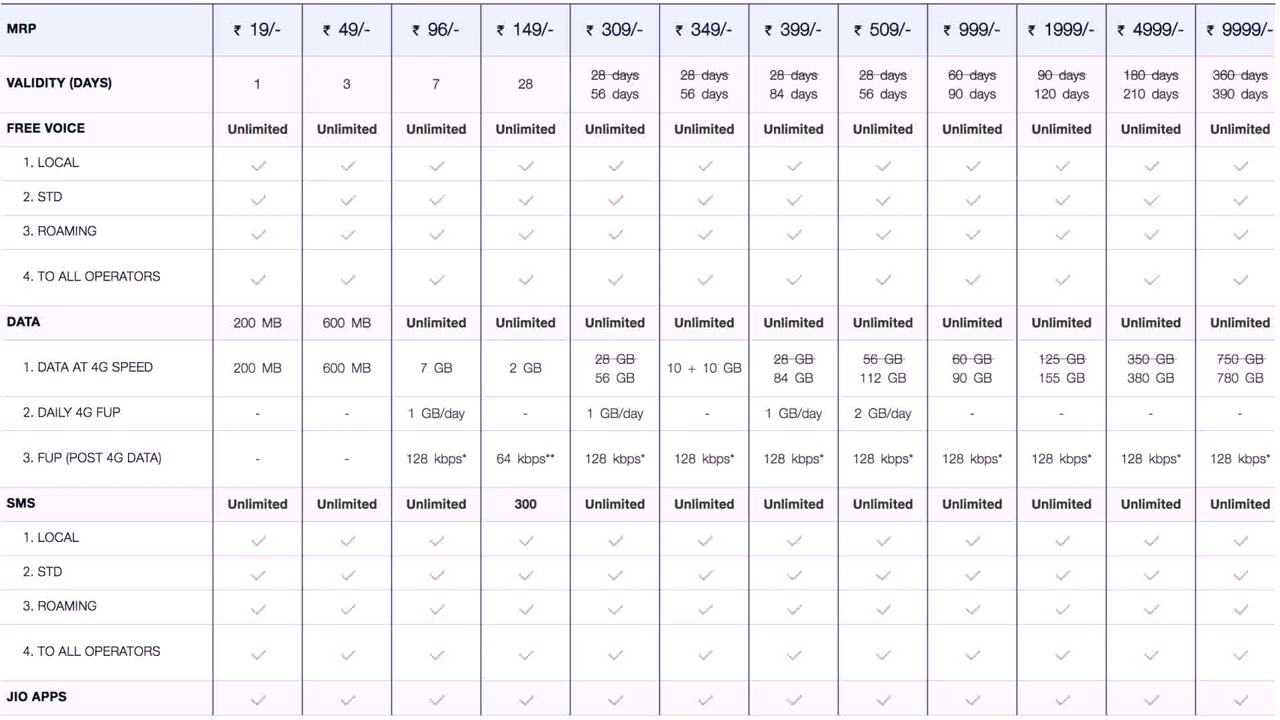 MRP ₹ 19/- ₹ 49/- ₹ 96/- ₹ 149/- ₹ 309/- ₹ 349/- ₹ 399/- ₹ 509/- ₹ 999/- ₹ 1999/- ₹ 4999/- ₹ 9999/-
28 days 28 days 28 days 28 days 60 days 90 days 180 days 360 days
VALIDITY (DAYS) 1 3 7 28
56 days 56 days 84 days 56 days 90 days 120 days 210 days 390 days
FREE VOICE Unlimited Unlimited Unlimited Unlimited Unlimited Unlimited Unlimited Unlimited Unlimited Unlimited Unlimited Unlimited
1. LOCAL
2. STD
3. ROAMING
4. TO ALL OPERATORS
DATA 200 MB 600 MB Unlimited Unlimited Unlimited Unlimited Unlimited Unlimited Unlimited Unlimited Unlimited Unlimited
28 GB 28 GB 56 GB 60 GB 125 GB 350 GB 750 GB
1. DATA AT 4G SPEED 200 MB 600 MB 7 GB 2 GB 10 + 10 GB
56 GB 84 GB 112 GB 90 GB 155 GB 380 GB 780 GB
2. DAILY 4G FUP - - 1 GB/day - 1 GB/day - 1 GB/day 2 GB/day - - - -
3. FUP (POST 4G DATA) - - 128 kbps* 64 kbps** 128 kbps* 128 kbps* 128 kbps* 128 kbps* 128 kbps* 128 kbps* 128 kbps* 128 kbps*
SMS Unlimited Unlimited Unlimited 300 Unlimited Unlimited Unlimited Unlimited Unlimited Unlimited Unlimited Unlimited
1. LOCAL
2. STD
3. ROAMING
4. TO ALL OPERATORS
JIO APPS